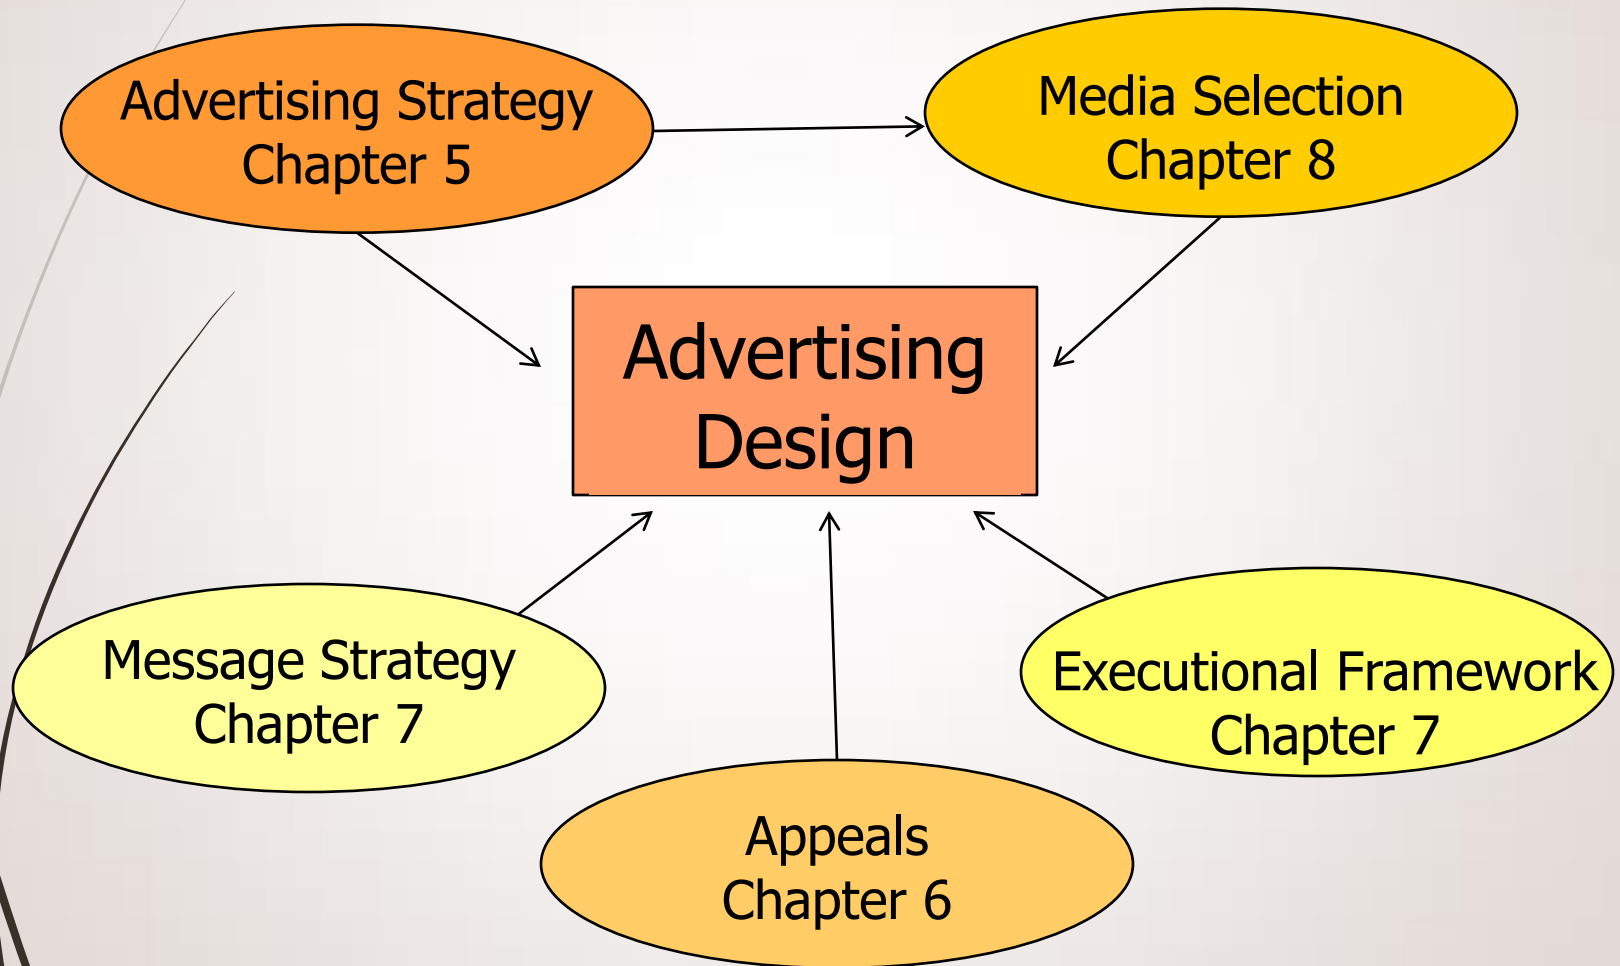 Advertising Strategy
Chapter 5
Media Selection
Chapter 8
Advertising
Design
Message Strategy
Chapter 7
Executional Framework
Chapter 7
Appeals
Chapter 6